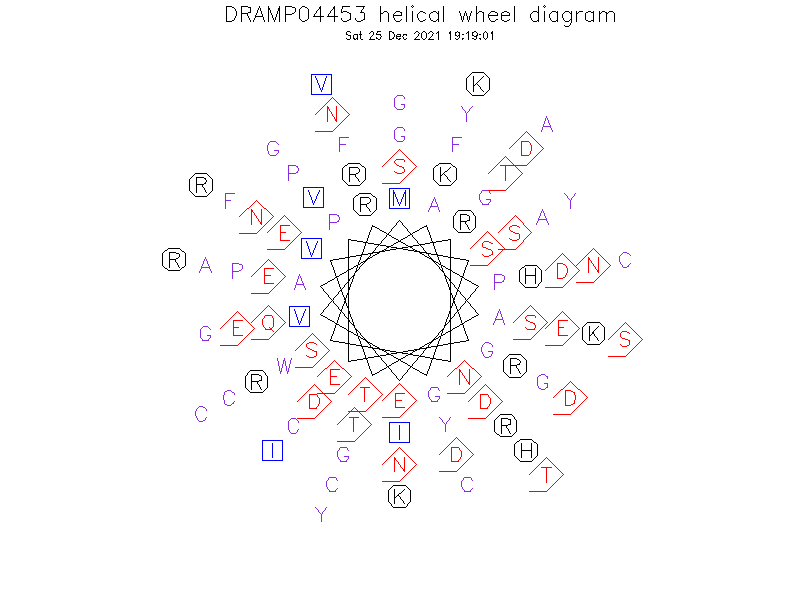 DRAMP04453 helical wheel diagram
Sat 25 Dec 2021 19:19:01
V K
G
N Y
A
G
G F F D
P R S K T
R F V R M A G Y
N P R A
E V S S
R A P E A P H D N C
G E Q V A S E K S
S G
W R R G
E N
C D T E G D D
C C T Y R
I
I G D H
N T
C C
K
Y